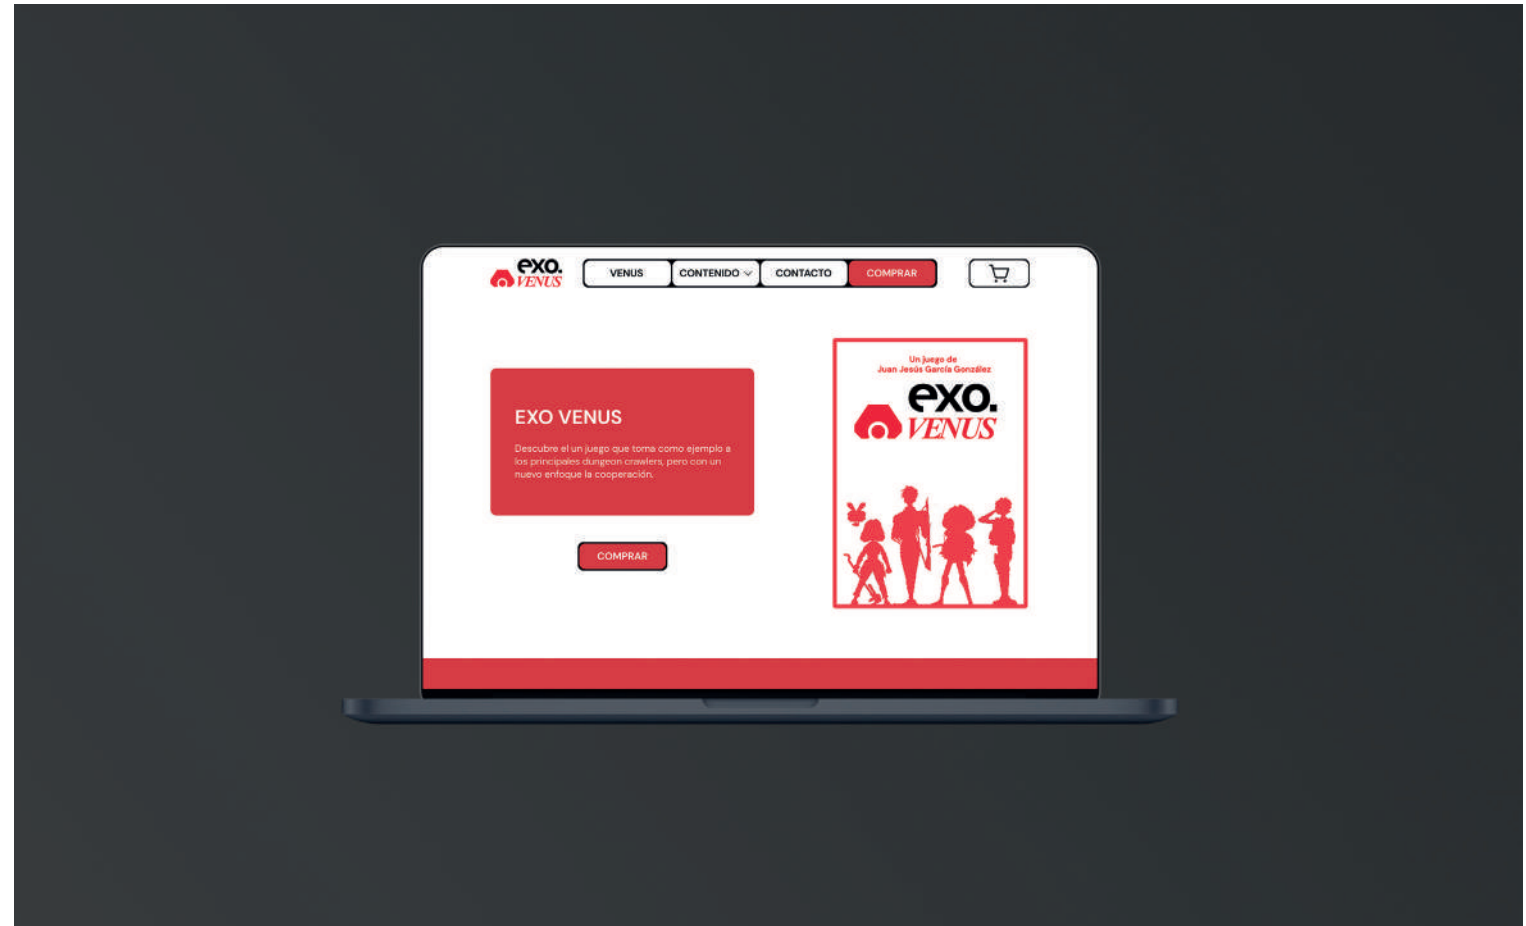 exo.
VENUS
VENUS
CONTENIDO
CONTACTO
COMPRAR
EXO VENUS
Descubre el un juego que toma como ejemplo a
los principales dungeon crawlers, pero con un
nuevo enfoque la cooperación.
COMPRAR
Un juego de
Juan Jesús García González
exo.
VENUS